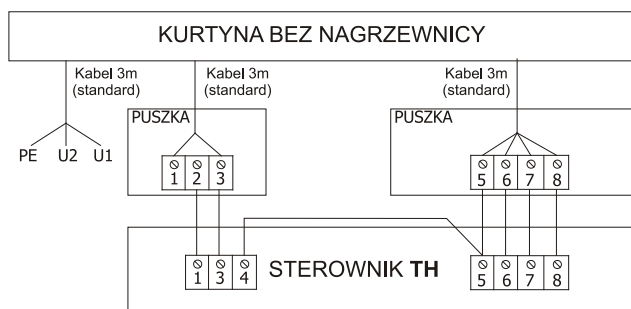 KURTYNA BEZ NAGRZEWNICY
Kabel 3m
(standard)
Kabel 3m
(standard)
Kabel 3m
(standard)
PE U2 U1
PUSZKA
1 2 3
PUSZKA
5 6 7 8
1 3 4
STEROWNIK TH
5 6 7 8